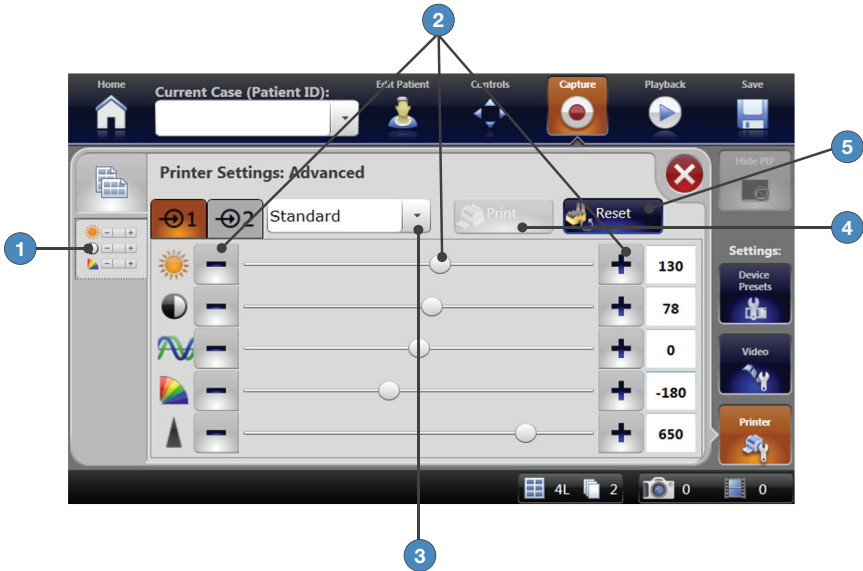 2
Home
Current Case (Patient ID):
Edit Patient
Controls
Capture
Playback
Save
Printer Settings: Advanced
Hide PIP
5
1
2
Standard
Print
Reset
4
1
Settings:
130
Device
Presets
78
0
Video
-180
Printer
650
4L
2
0
0
3